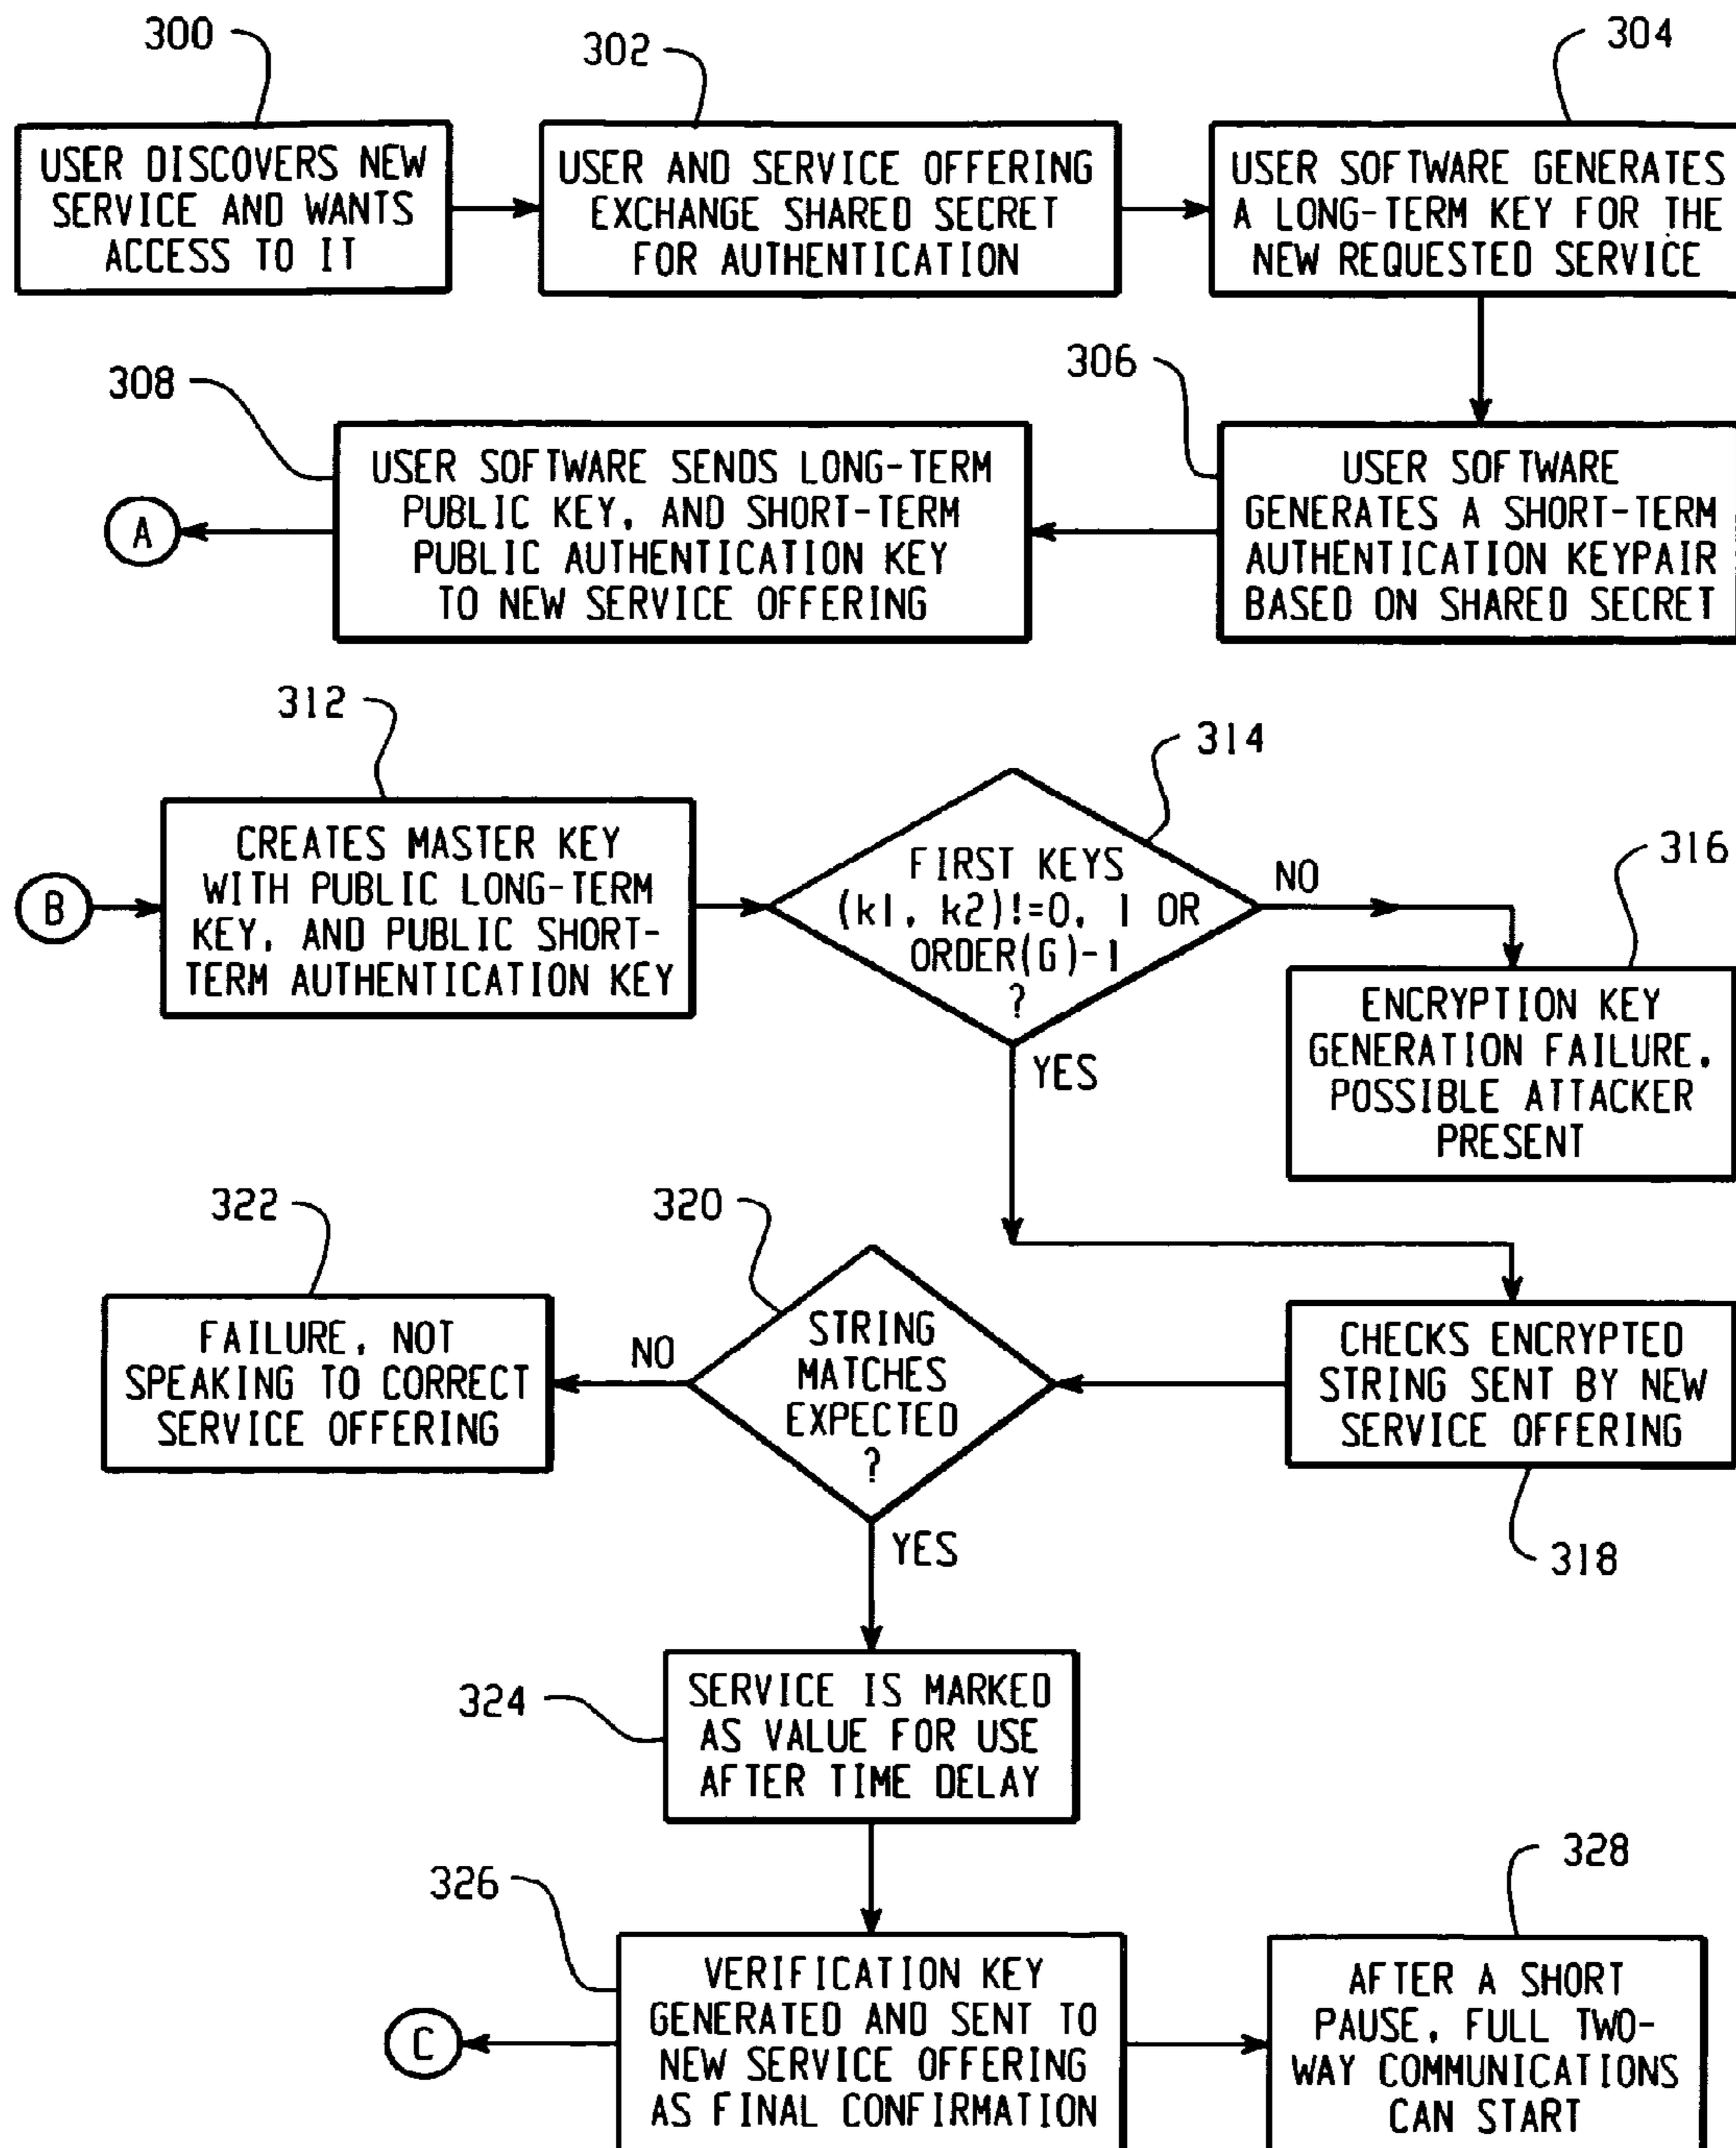 300
302
304
USER DISCOVERS NEW
SERVICE AND WANTS
ACCESS TO IT
USER AND SERVICE OFFERING
EXCHANGE SHARED SECRET
FOR AUTHENTICATION
USER SOFTWARE GENERATES
A LONG-TERM KEY FOR THE
NEW REQUESTED SERVICE
308
306
A
USER SOFTWARE SENDS LONG-TERM
PUBLIC KEY, AND SHORT-TERM
PUBLIC AUTHENTICATION KEY
TO NEW SERVICE OFFERING
USER SOFTWARE
GENERATES A SHORT-TERM
AUTHENTICATION KEYPAIR
BASED ON SHARED SECRET
312
314
316
B
CREATES MASTER KEY
WITH PUBLIC LONG-TERM
KEY, AND PUBLIC SHORT-
TERM AUTHENTICATION KEY
FIRST KEYS
(k1, k2)!=0, 1 OR
ORDER(G)-1
?
NO
YES
ENCRYPTION KEY
GENERATION FAILURE,
POSSIBLE ATTACKER
PRESENT
322
320
318
FAILURE, NOT
SPEAKING TO CORRECT
SERVICE OFFERING
NO
STRING
MATCHES
EXPECTED
?
YES
CHECKS ENCRYPTED
STRING SENT BY NEW
SERVICE OFFERING
324
SERVICE IS MARKED
AS VALUE FOR USE
AFTER TIME DELAY
326
328
C
VERIFICATION KEY
GENERATED AND SENT TO
NEW SERVICE OFFERING
AS FINAL CONFIRMATION
AFTER A SHORT
PAUSE, FULL TWO-
WAY COMMUNICATIONS
CAN START